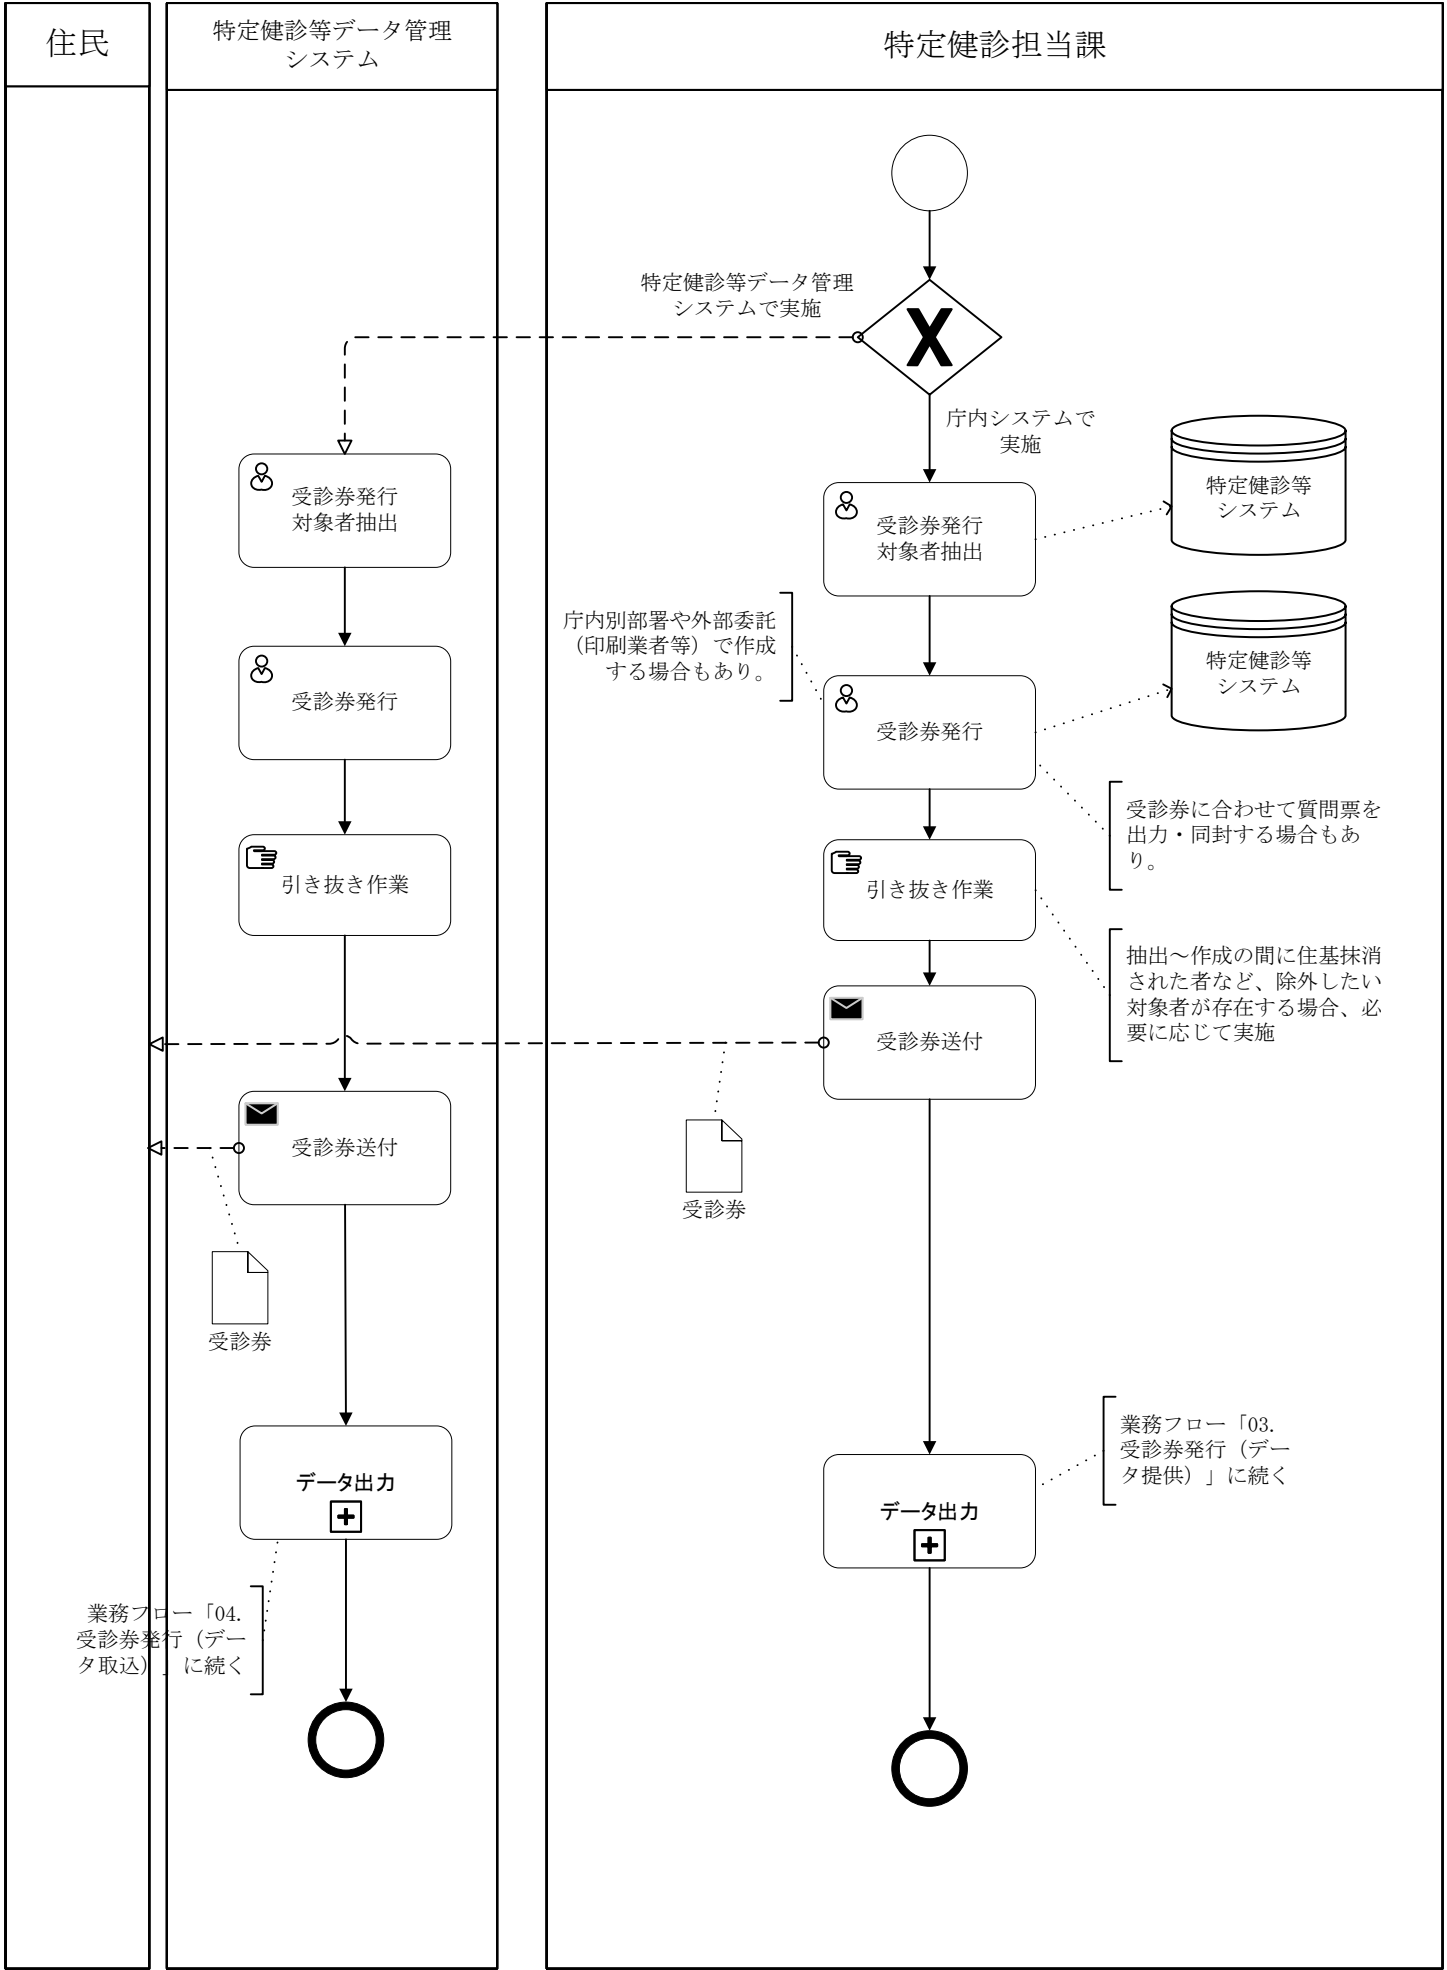 住民
特定健診等データ管理
システム
特定健診担当課
特定健診等データ管理
システムで実施
庁内システムで
実施
受診券発行
対象者抽出
受診券発行
対象者抽出
特定健診等
システム
庁内別部署や外部委託
（印刷業者等）で作成
する場合もあり。
特定健診等
システム
受診券発行
受診券発行
受診券に合わせて質問票を
出力・同封する場合もあ
り。
引き抜き作業
引き抜き作業
抽出～作成の間に住基抹消
された者など、除外したい
対象者が存在する場合、必
要に応じて実施
受診券送付
受診券送付
受診券
受診券
業務フロー「03.
受診券発行（デー
タ提供）」に続く
データ出力
データ出力
業務フロー「04.
受診券発行（デー
タ取込）」に続く